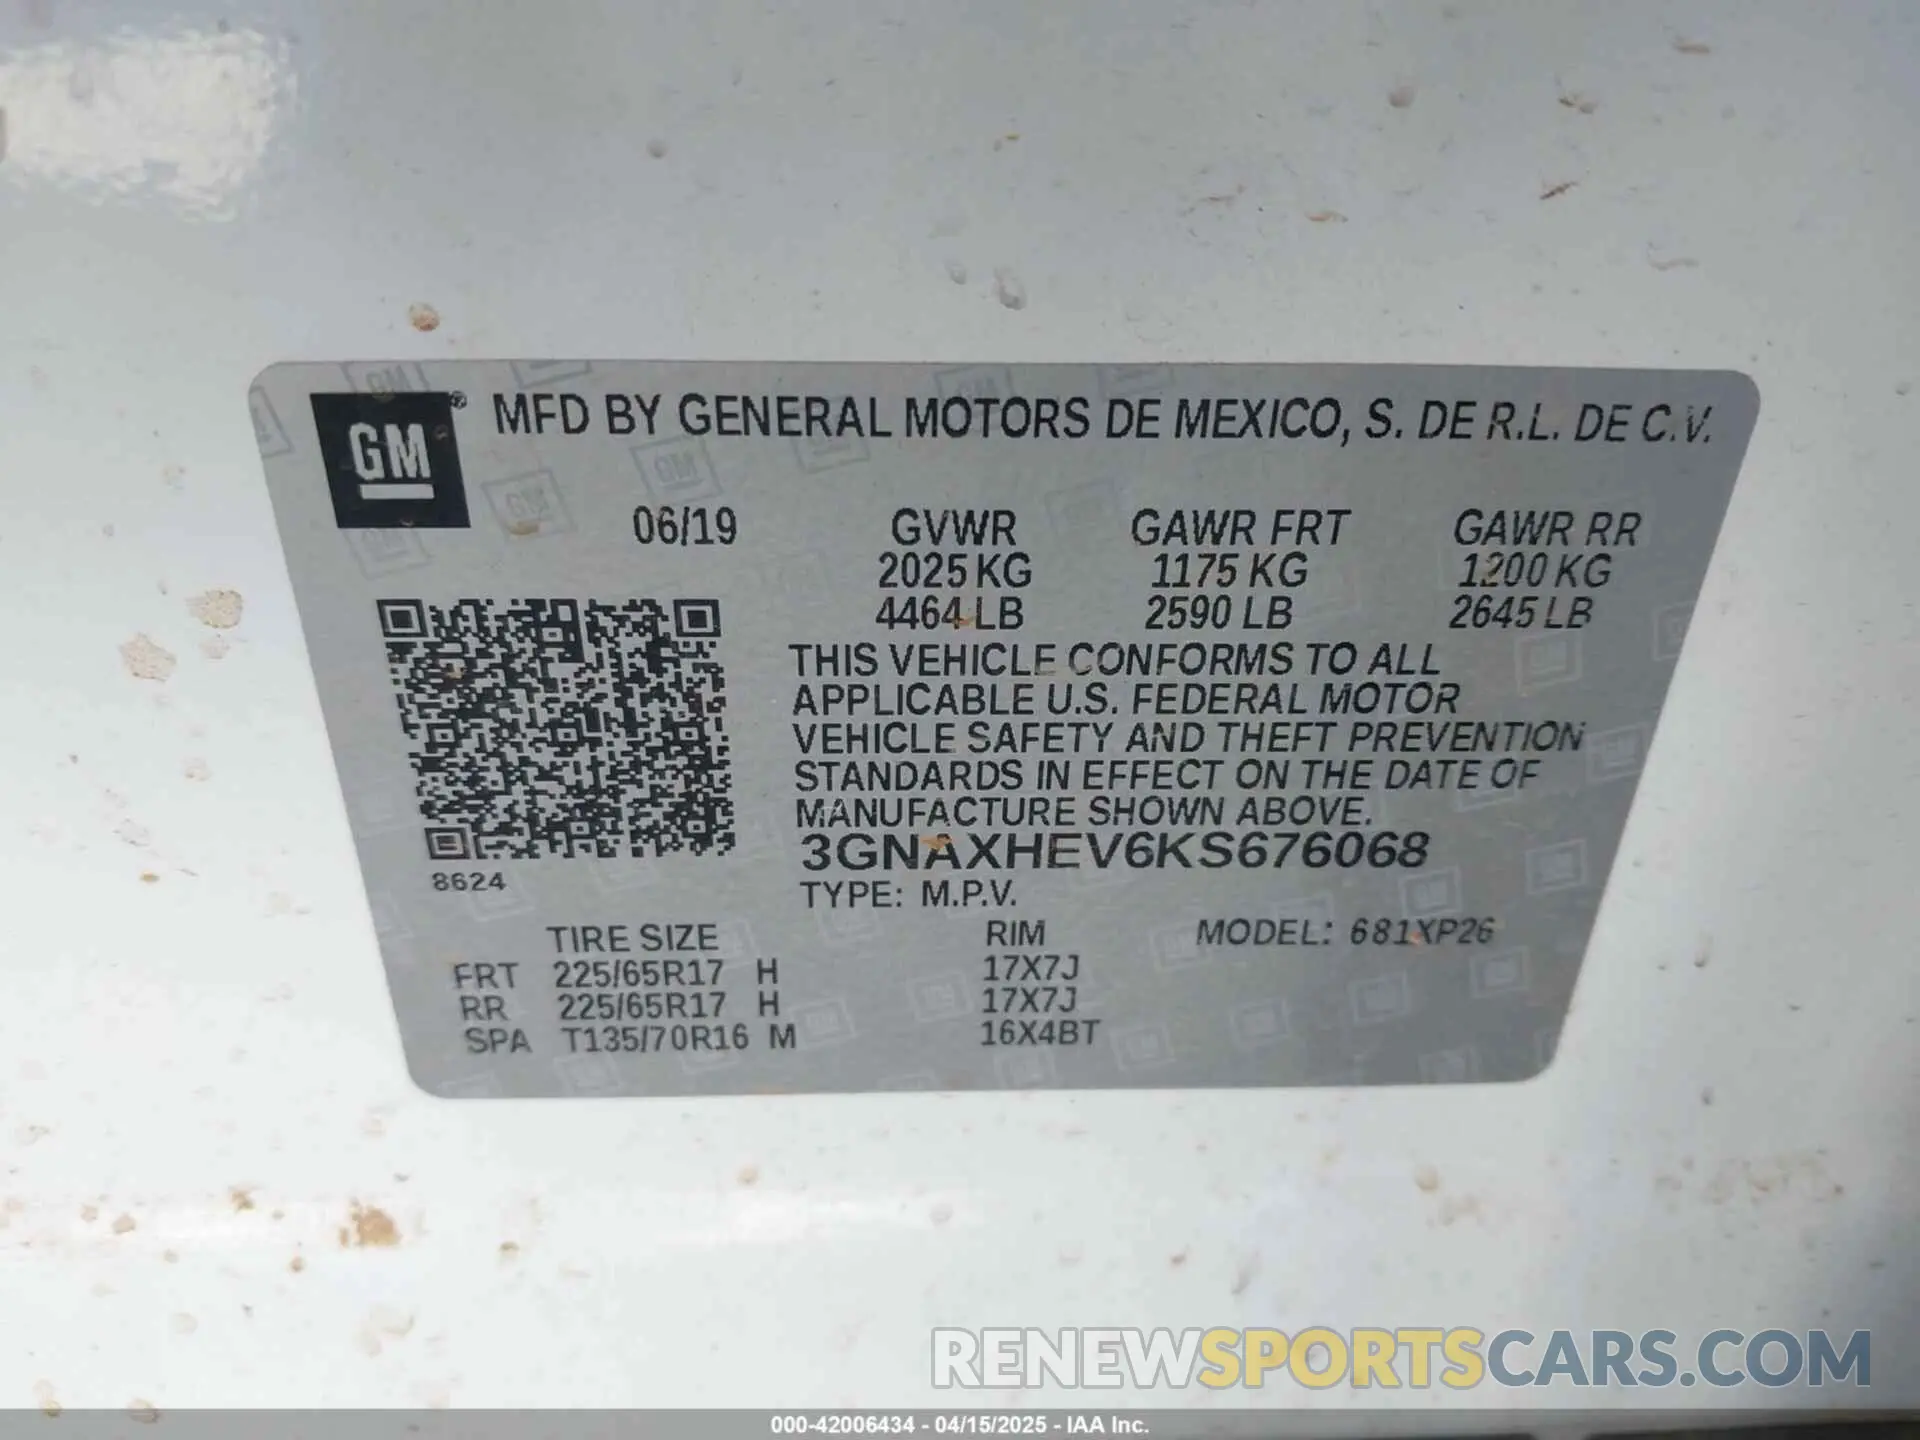 GM® MFD BY GENERAL MOTORS DE MEXICO, S. DE R.L. DE C.V.
06/19 GVWR GAWR FRT GAWR RR
2025 KG 1175 KG 1200 KG
4464 LB 2590 LB 2645 LB
THIS VEHICLE CONFORMS TO ALL
APPLICABLE U.S. FEDERAL MOTOR
VEHICLE SAFETY AND THEFT PREVENTION
STANDARDS IN EFFECT ON THE DATE OF
MANUFACTURE SHOWN ABOVE.
3GNAXHEV6KS676068
8624
TYPE: M.P.V.
TIRE SIZE RIM MODEL: 681XP26
FRT 225/65R17 H 17X7J
RR 225/65R17 H 17X7J
SPA T135/70R16 M 16X4BT
RENEWSPORTSCARS.COM
000-42006434 - 04/15/2025 - IAA Inc.